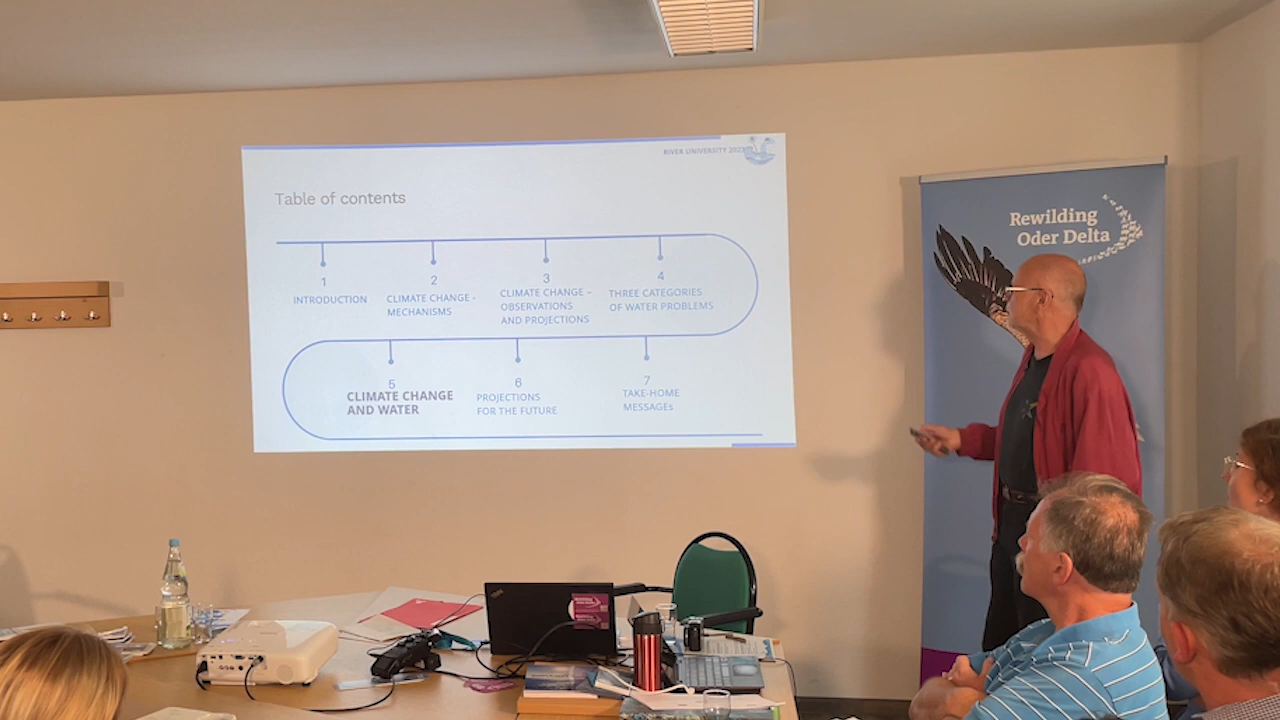 RIVER UNIVERSITY 2023
Table of contents
1
INTRODUCTION
2
CLIMATE CHANGE -
MECHANISMS
3
CLIMATE CHANGE –
OBSERVATIONS
AND PROJECTIONS
4
THREE CATEGORIES
OF WATER PROBLEMS
5
CLIMATE CHANGE
AND WATER
6
PROJECTIONS
FOR THE FUTURE
7
TAKE-HOME
MESSAGEs
Rewilding
Oder Delta